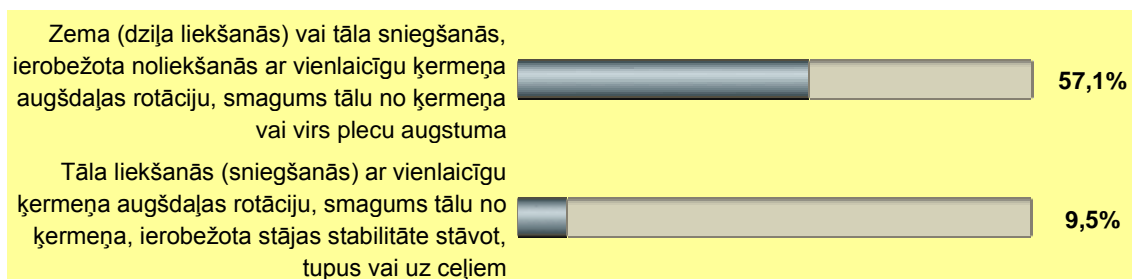 Zema (dziļa liekšanās) vai tāla sniegšanās,
ierobežota noliekšanās ar vienlaicīgu ķermeņa
augšdaļas rotāciju, smagums tālu no ķermeņa
vai virs plecu augstuma
57,1%
Tāla liekšanās (sniegšanās) ar vienlaicīgu
ķermeņa augšdaļas rotāciju, smagums tālu no
ķermeņa, ierobežota stājas stabilitāte stāvot,
tupus vai uz ceļiem
9,5%